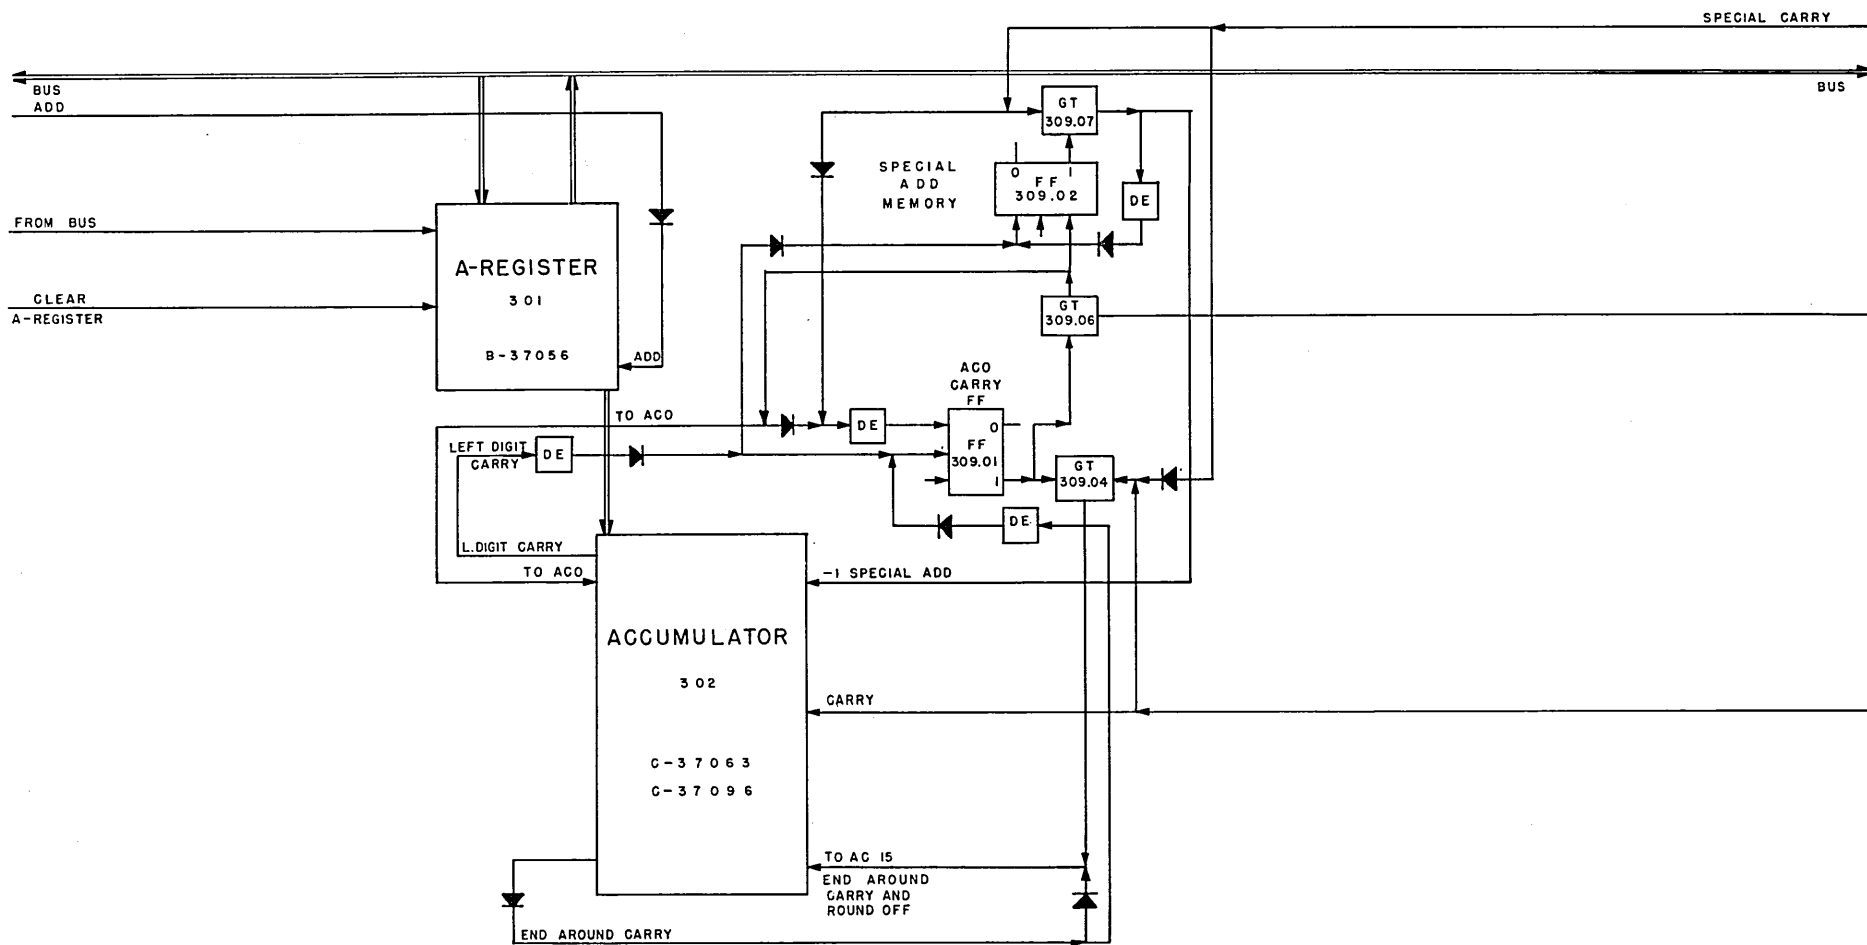 SPECIAL CARRY
BUS
BUS
ADD
GT
309.07
SPECIAL
ADD
MEMORY
0 1
FF
309.02
DE
FROM BUS
A-REGISTER
301
B-37056
CLEAR
A-REGISTER
ADD
GT
309.06
ACO
CARRY
FF
TO ACO
DE
0
FF
309.01
1
LEFT DIGIT
CARRY
DE
GT
309.04
DE
L.DIGIT CARRY
TO ACO
-1 SPECIAL ADD
ACCUMULATOR
302
CARRY
C-37063
C-37096
TO AC 15
END AROUND
CARRY AND
ROUND OFF
END AROUND CARRY